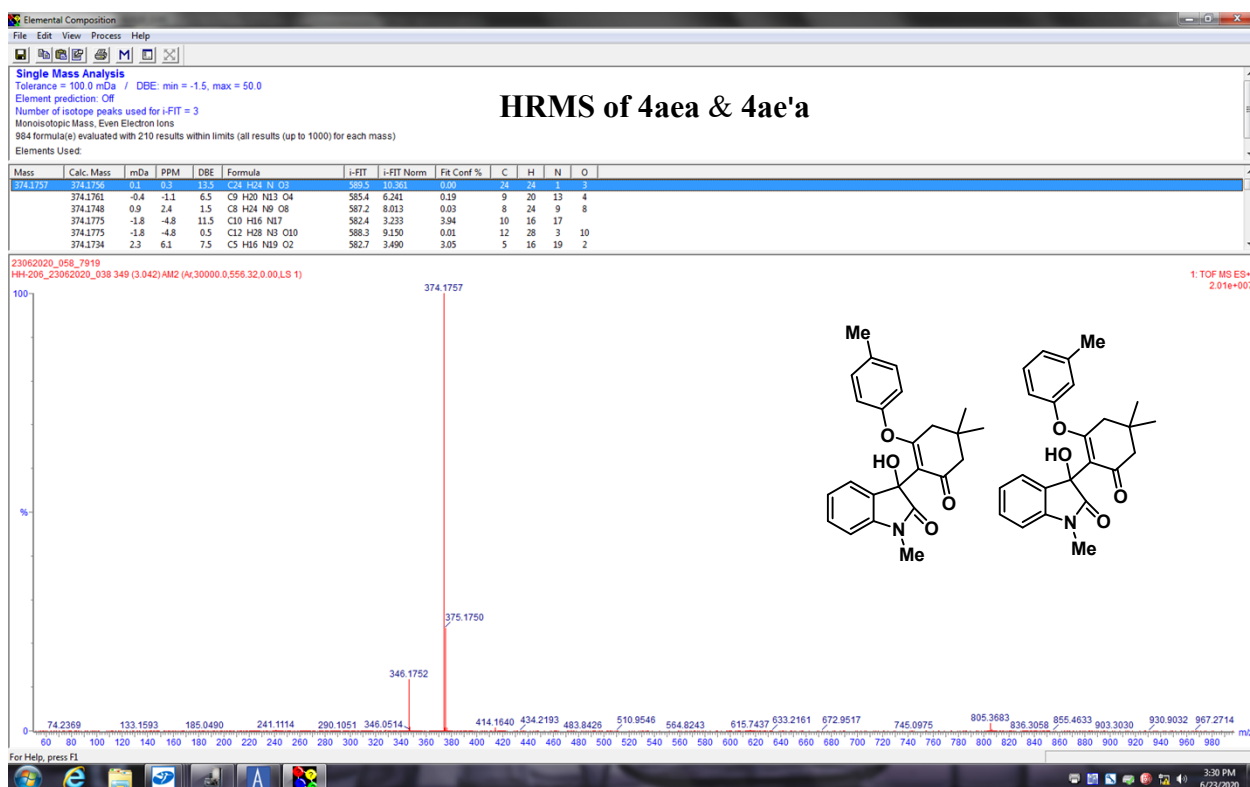 Elemental Composition
File Edit View Process Help
M
Single Mass Analysis
Tolerance = 100.0 mDa / DBE: min = -1.5, max = 50.0
Element prediction: Off
Number of isotope peaks used for i-FIT = 3
HRMS of 4aea & 4ae'a
Monoisotopic Mass, Even Electron Ions
984 formula(e) evaluated with 210 results within limits (all results (up to 1000) for each mass)
Elements Used:
Mass Calc. Mass mDa PPM DBE Formula i-FIT i-FIT Norm Fit Conf % C H N O
374.1757 374.1756 0.1 0.3 13.5 C24 H24 N O3 589.5 10.361 0.00 24 24 1 3
374.1761 -0.4 -1.1 6.5 C9 H20 N13 O4 585.4 6.241 0.19 9 20 13 4
374.1748 0.9 2.4 1.5 C8 H24 N9 O8 587.2 8.013 0.03 8 24 9 8
374.1775 -1.8 -4.8 11.5 C10 H16 N17 582.4 3.233 3.94 10 16 17
374.1775 -1.8 -4.8 0.5 C12 H28 N3 O10 588.3 9.150 0.01 12 28 3 10
374.1734 2.3 6.1 7.5 C5 H16 N19 O2 582.7 3.490 3.05 5 16 19 2
23062020_058_7919
HH-206_23062020_038 349 (3.042) AM2 (Ar,30000.0,556.32,0.00,LS 1)
1: TOF MS ES+
2.01e+007
100
374.1757
Me
Me
O
O
HO
HO
O
O
O
O
N
N
Me
Me
%
375.1750
346.1752
74.2369 133.1593 185.0490 241.1114 290.1051 346.0514 414.1640 434.2193 483.8426 510.9546 564.8243 615.7437 633.2161 672.9517 745.0975 805.3683 836.3058 855.4633 903.3030 930.9032 967.2714
0
m/z
60 80 100 120 140 160 180 200 220 240 260 280 300 320 340 360 380 400 420 440 460 480 500 520 540 560 580 600 620 640 660 680 700 720 740 760 780 800 820 840 860 880 900 920 940 960 980
For Help, press F1
3:30 PM
6/23/2020